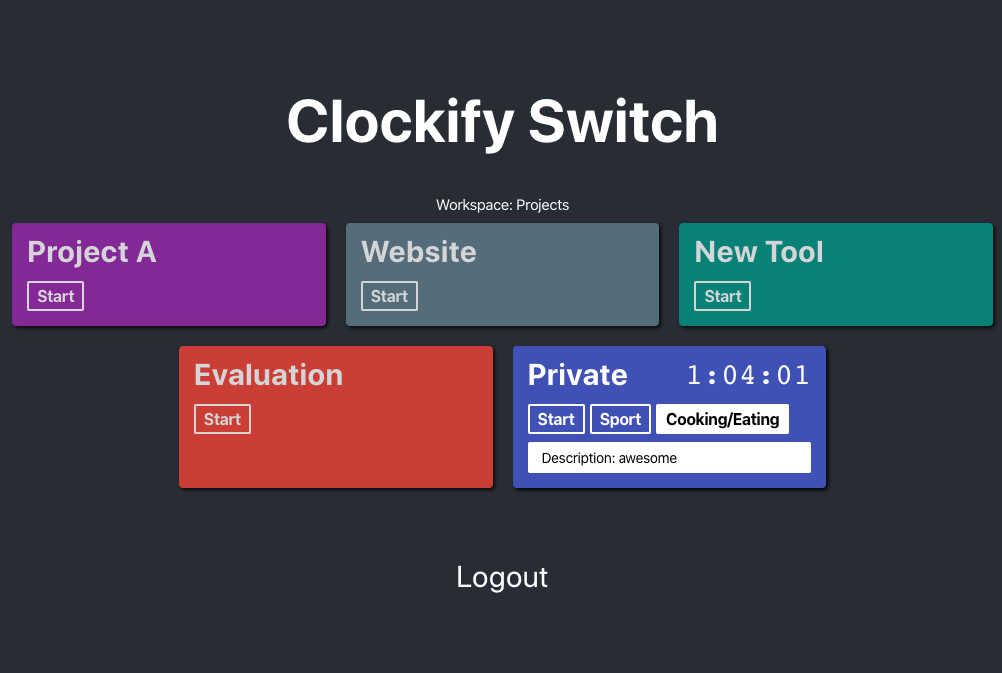 Clockify Switch
Workspace: Projects
Project A
Start
Website
Start
New Tool
Start
Evaluation
Start
Private 1:04:01
Start Sport Cooking/Eating
Description: awesome
Logout